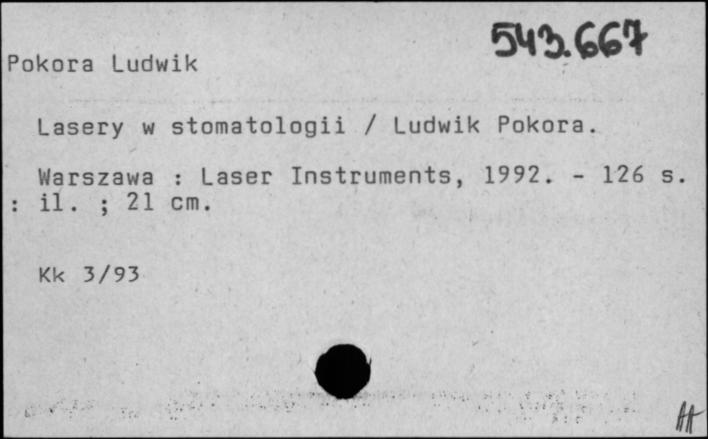 543.667
Pokora Ludwik
Lasery w stomatologii / Ludwik Pokora.
Warszawa : Laser Instruments, 1992. - 126 s.
: il. ; 21 cm.
Kk 3/93